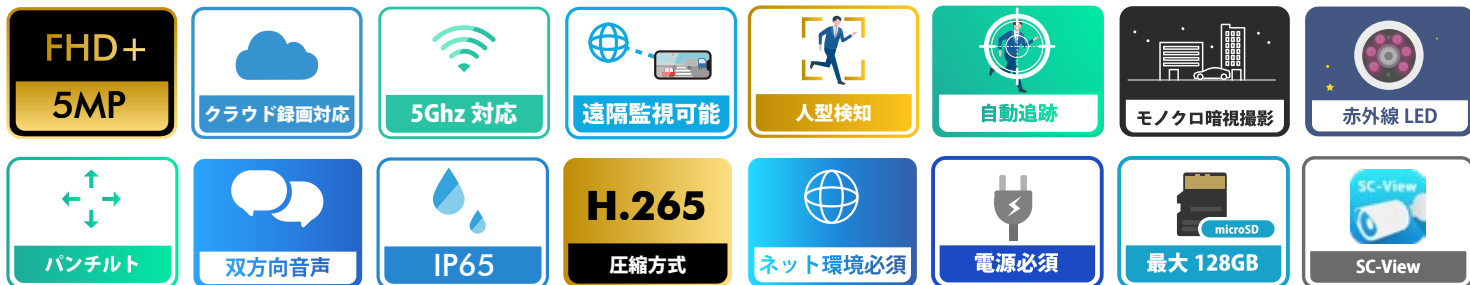 FHD+
5MP
クラウド録画対応
5Ghz 対応
遠隔監視可能
人型検知
自動追跡
モノクロ暗視撮影
赤外線 LED
パンチルト
双方向音声
IP65
H.265
圧縮方式
ネット環境必須
電源必須
microSD
最大 128GB
SC-View
SC-View